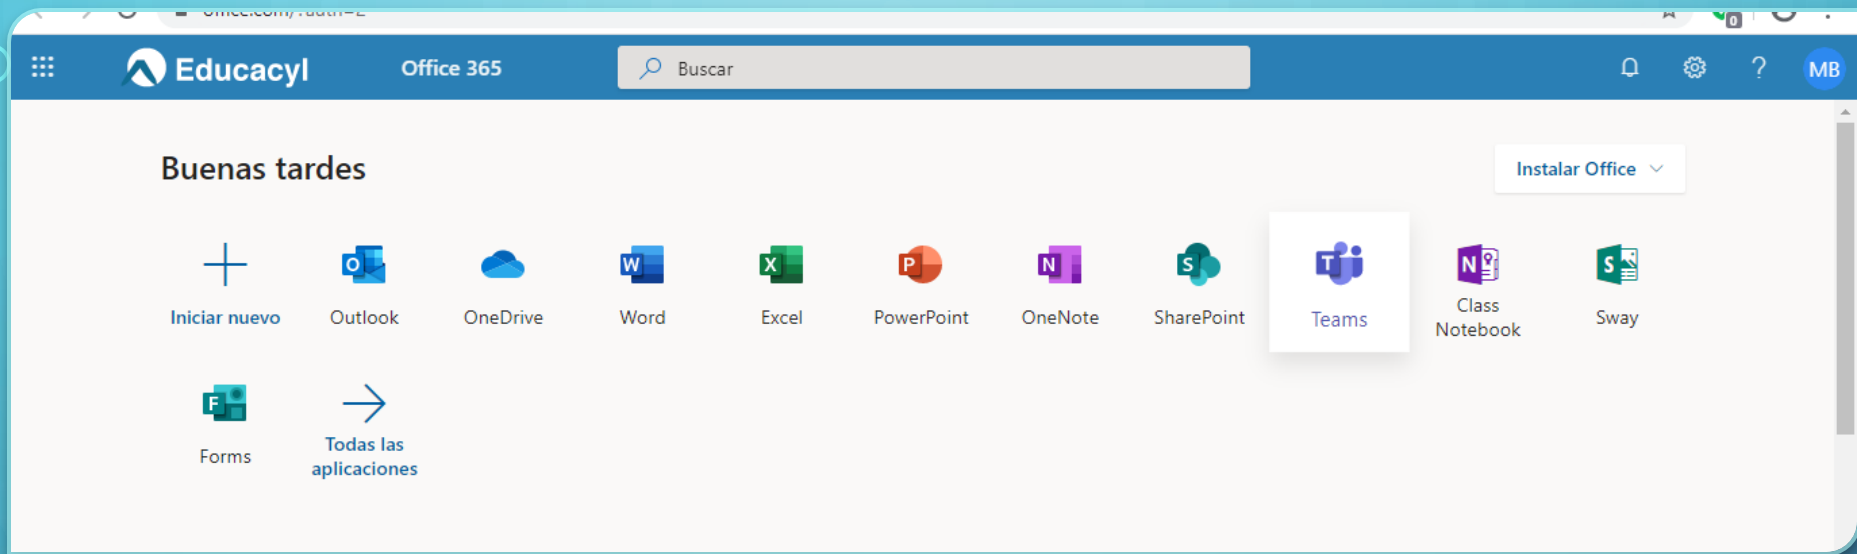 Educacyl
Office 365
Buscar
?
MB
0
Buenas tardes
Instalar Office
Iniciar nuevo
Outlook
OneDrive
Word
Excel
PowerPoint
OneNote
SharePoint
Teams
Class
Notebook
Sway
Forms
Todas las
aplicaciones